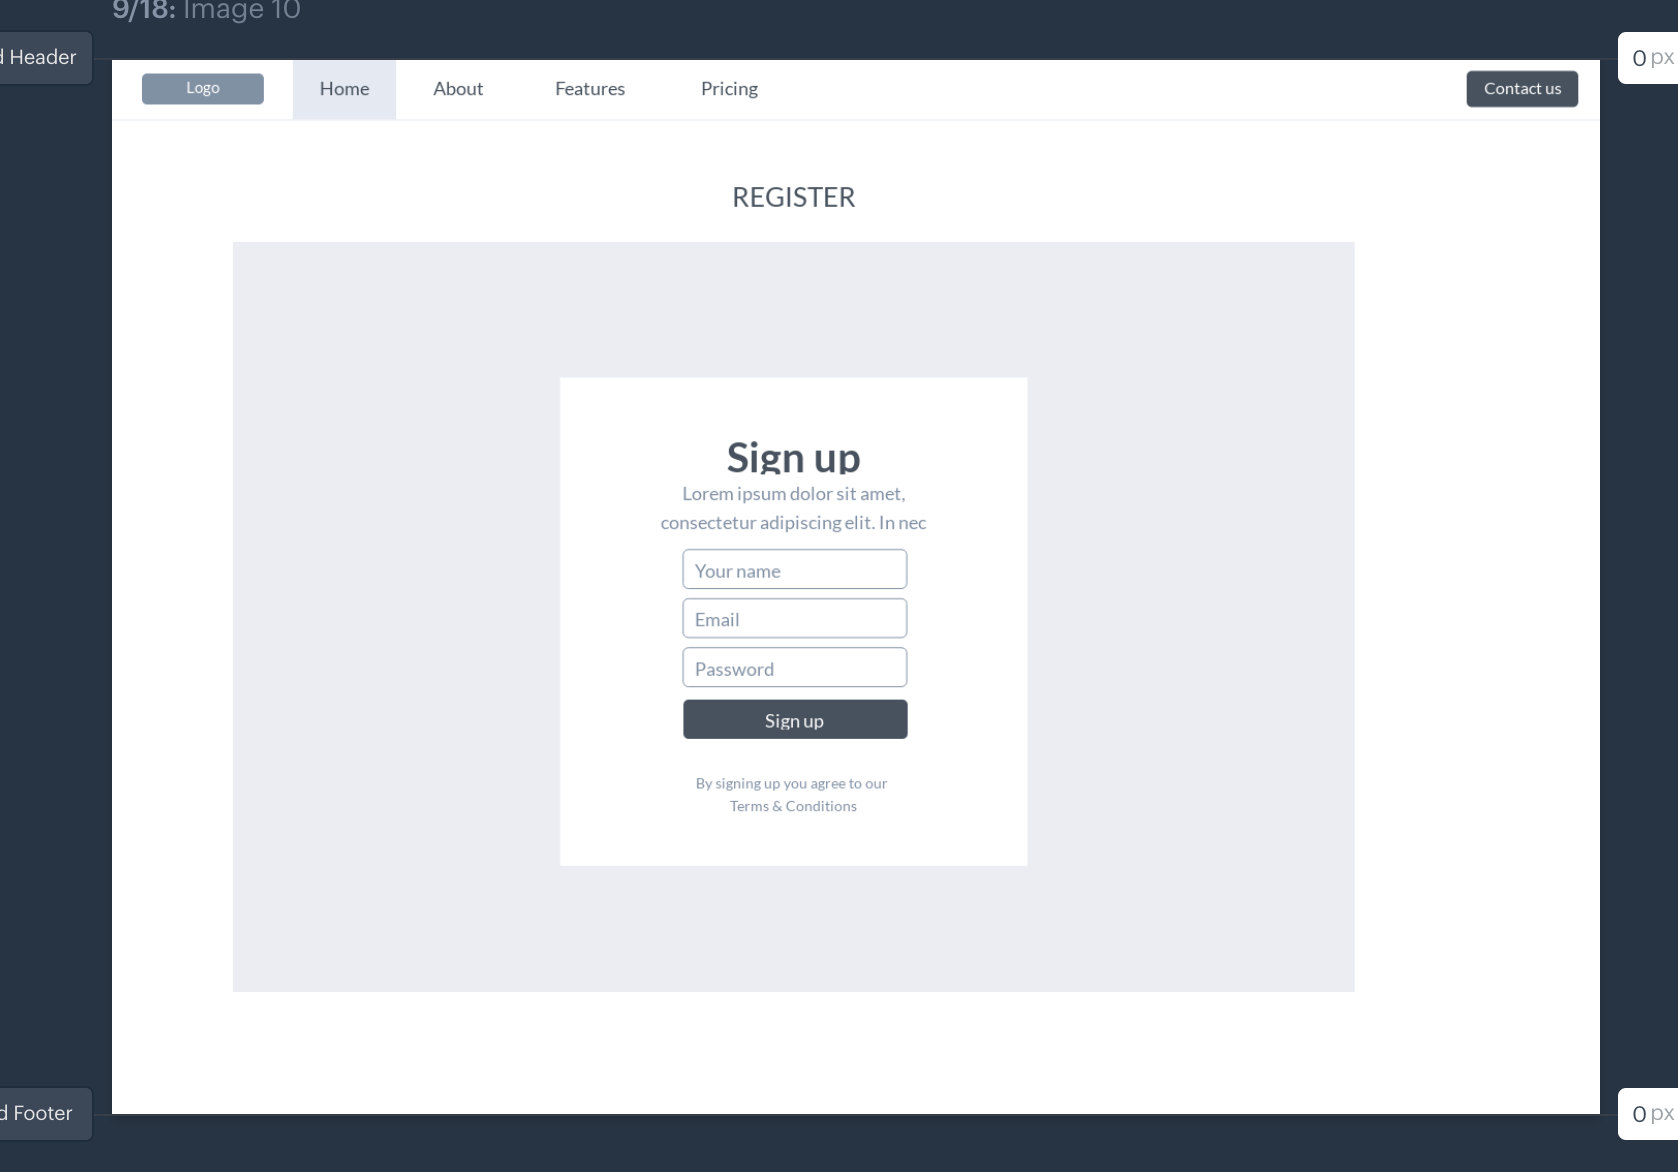 9/18: Image 10
d Header
0 px
Logo
Home
About
Features
Pricing
Contact us
REGISTER
Sign up
Lorem ipsum dolor sit amet,
consectetur adipiscing elit. In nec
Your name
Email
Password
Sign up
By signing up you agree to our
Terms & Conditions
d Footer
0 px